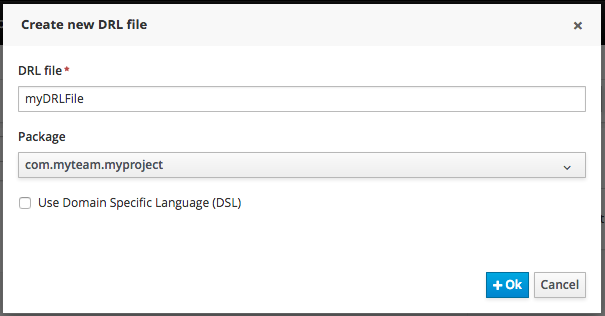 Create new DRL file
DRL file*
myDRLFile
Package
com.myteam.myproject
Use Domain Specific Language (DSL)
+ Ok Cancel